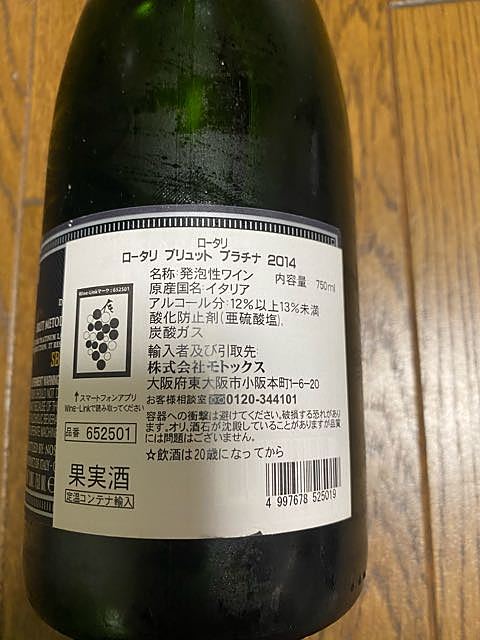 ロータリ
ロータリ ブリュット プラチナ 2014
名称:発泡性ワイン 内容量: 750ml
原産国名:イタリア
アルコール分:12%以上13%未満
酸化防止剤(亜硫酸塩)、
炭酸ガス
輸入者及び引取先:
株式会社モトックス
大阪府東大阪市小阪本町1-6-20
お客様相談室 0120-344101
容器への衝撃は避けてください。破損する恐れがあり
ます。オリ、酒石が沈殿していることがありますが品質
には問題はございません。
☆飲酒は20歳になってから
Wine-Linkマーク:652501
↑スマートフォンアプリ
Wine-Linkで読み取ってください
品番 652501
果実酒
定温コンテナ輸入
4 997678 525019